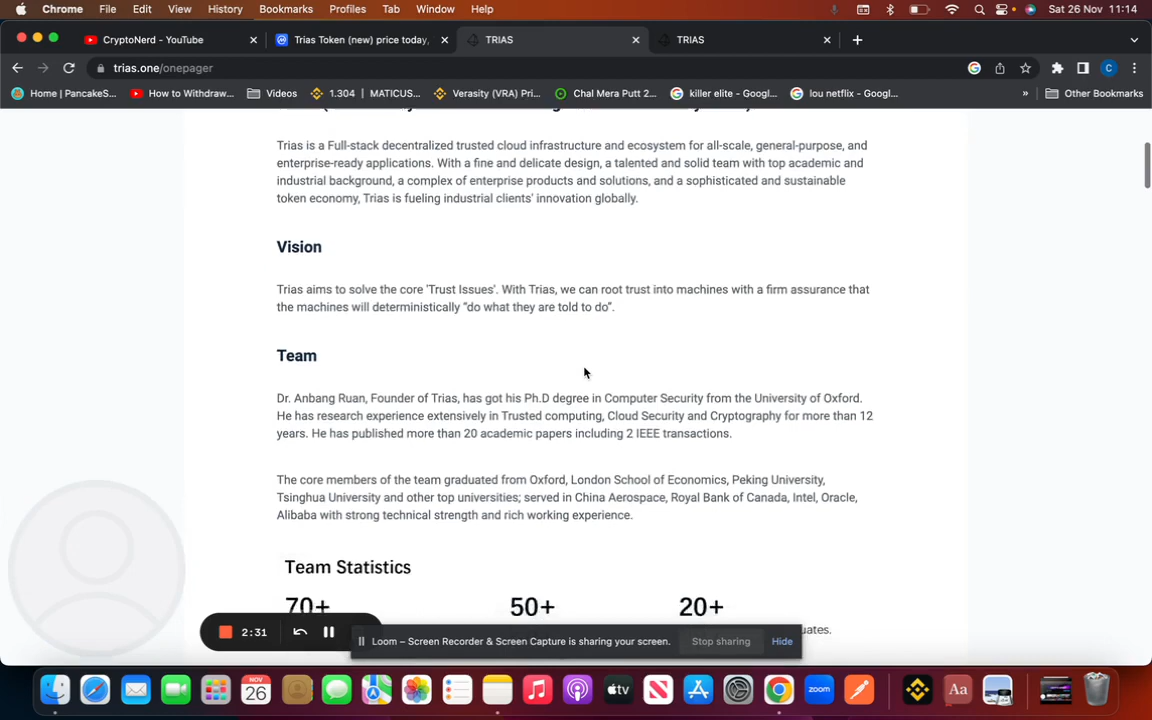 Chrome File Edit View History Bookmarks Profiles Tab Window Help Sat 26 Nov 11:14
CryptoNerd - YouTube Trias Token (new) price today, TRIAS TRIAS
trias.one/onepager C
Home | PancakeS... How to Withdraw... Videos 1.304 | MATICUS... Verasity (VRA) Pri... Chal Mera Putt 2... killer elite - Googl... lou netflix - Googl... » Other Bookmarks
Trias is a Full-stack decentralized trusted cloud infrastructure and ecosystem for all-scale, general-purpose, and
enterprise-ready applications. With a fine and delicate design, a talented and solid team with top academic and
industrial background, a complex of enterprise products and solutions, and a sophisticated and sustainable
token economy, Trias is fueling industrial clients' innovation globally.
Vision
Trias aims to solve the core 'Trust Issues'. With Trias, we can root trust into machines with a firm assurance that
the machines will deterministically “do what they are told to do”.
Team
Dr. Anbang Ruan, Founder of Trias, has got his Ph.D degree in Computer Security from the University of Oxford.
He has research experience extensively in Trusted computing, Cloud Security and Cryptography for more than 12
years. He has published more than 20 academic papers including 2 IEEE transactions.
The core members of the team graduated from Oxford, London School of Economics, Peking University,
Tsinghua University and other top universities; served in China Aerospace, Royal Bank of Canada, Intel, Oracle,
Alibaba with strong technical strength and rich working experience.
Team Statistics
70+ 50+ 20+
uates.
2:31
Loom – Screen Recorder & Screen Capture is sharing your screen. Stop sharing Hide
NOV
26
tv
zoom
Aa